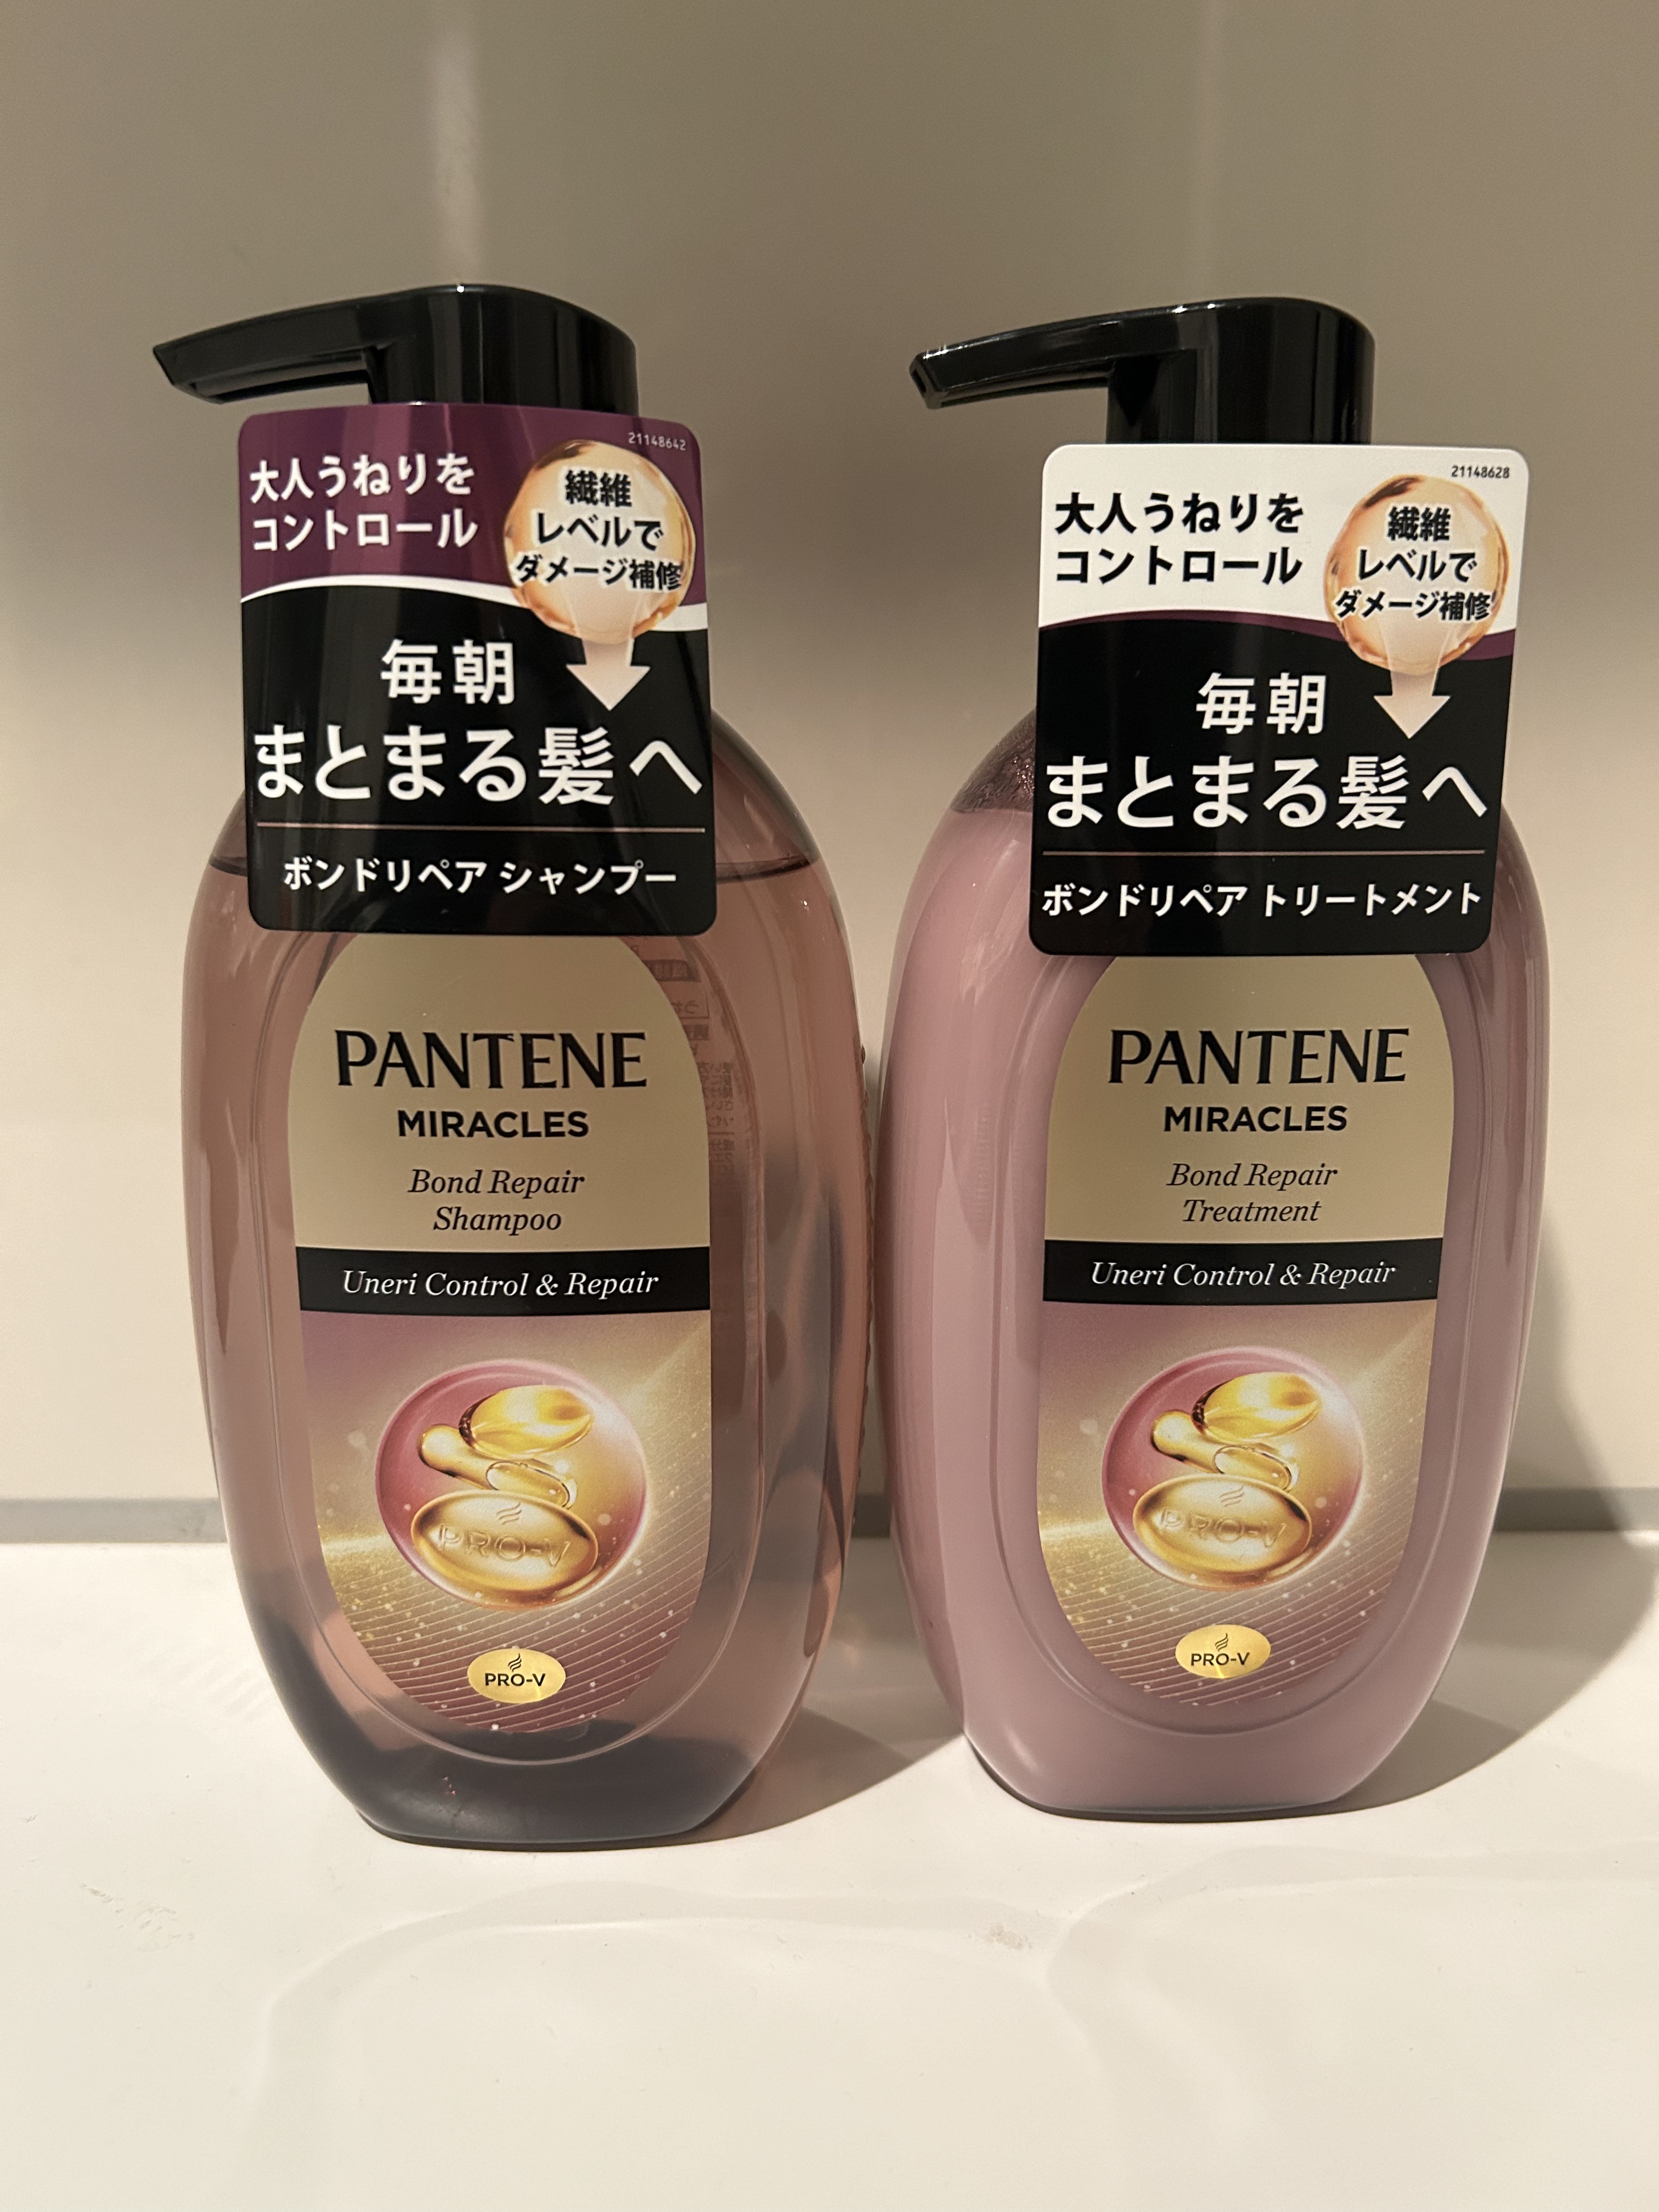 21148642
大人うねりを
コントロール
繊維
レベルで
ダメージ補修
毎朝
まとまる髪へ
ボンドリペア シャンプー
PANTENE
MIRACLES
Bond Repair
Shampoo
Uneri Control & Repair
PRO-V
PRO-V
21148628
大人うねりを
コントロール
繊維
レベルで
ダメージ補修
毎朝
まとまる髪へ
ボンドリペア トリートメント
PANTENE
MIRACLES
Bond Repair
Treatment
Uneri Control & Repair
PRO-V
PRO-V